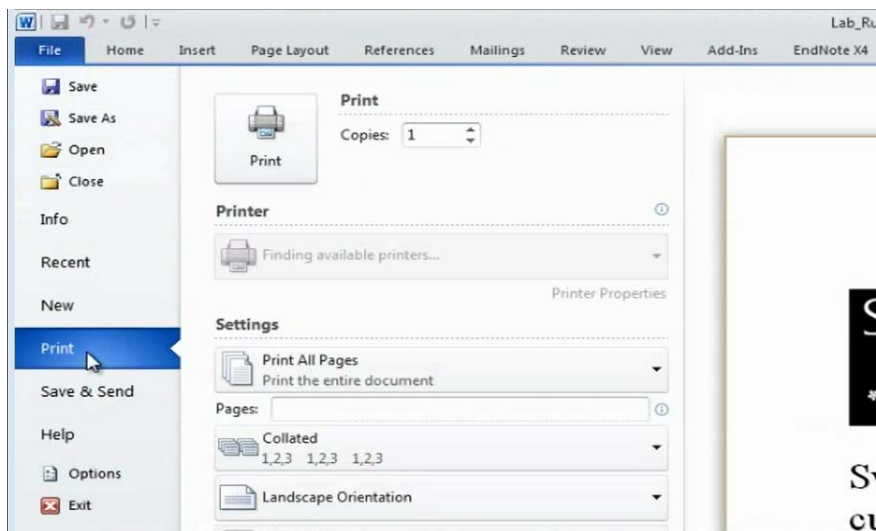 Lab_Ru
File Home Insert Page Layout References Mailings Review View Add-Ins EndNote X4
Save
Save As
Open
Close
Info
Recent
New
Print
Save & Send
Help
Options
Exit
Print
Print
Copies: 1
Printer
Finding available printers...
Printer Properties
Settings
Print All Pages
Print the entire document
Pages:
Collated
1,2,3 1,2,3 1,2,3
Landscape Orientation
S
*
Sv
cu